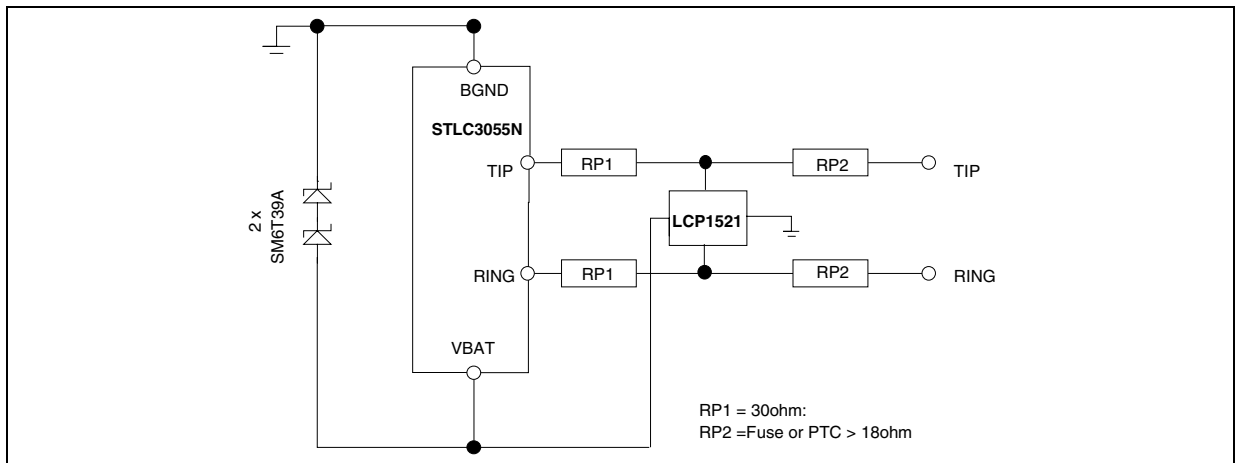 BGND
STLC3055N
TIP
RP1
RP2
TIP
2 x
SM6T39A
LCP1521
RING
RP1
RP2
RING
VBAT
RP1 = 30ohm:
RP2 =Fuse or PTC > 18ohm